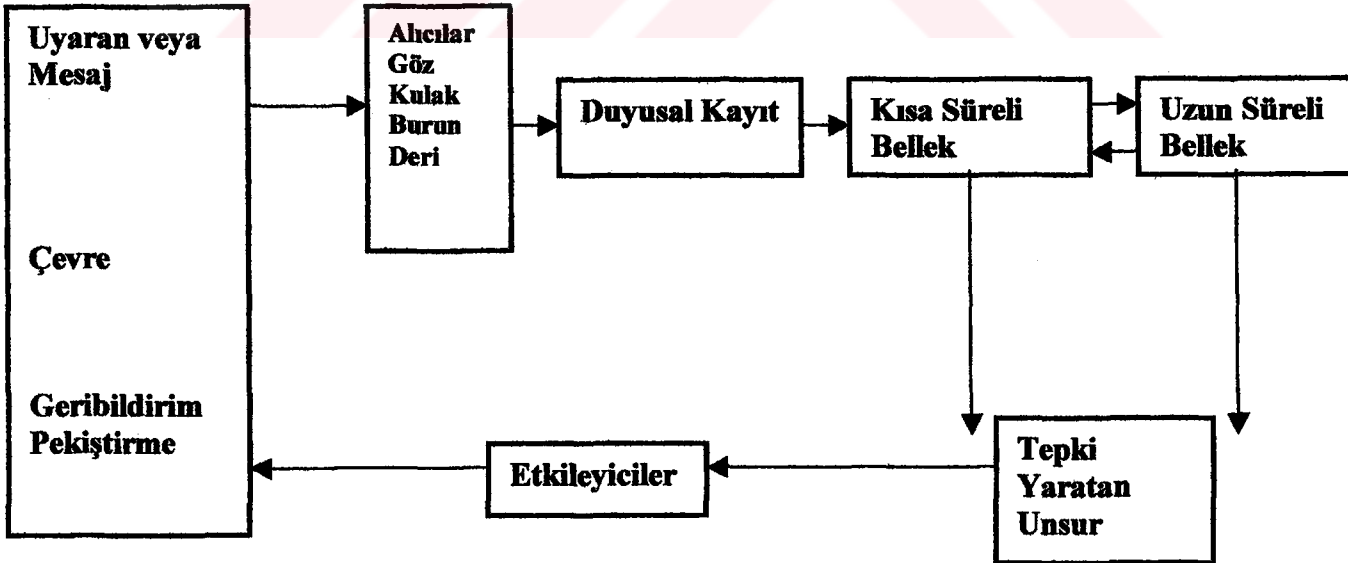 Uyaran veya
Mesaj
Çevre
Geribildirim
Pekiştirme
Alıcılar
Göz
Kulak
Burun
Deri
Duyusal Kayıt
Kısa Süreli
Bellek
Uzun Süreli
Bellek
Tepki
Yaratan
Unsur
Etkileyiciler